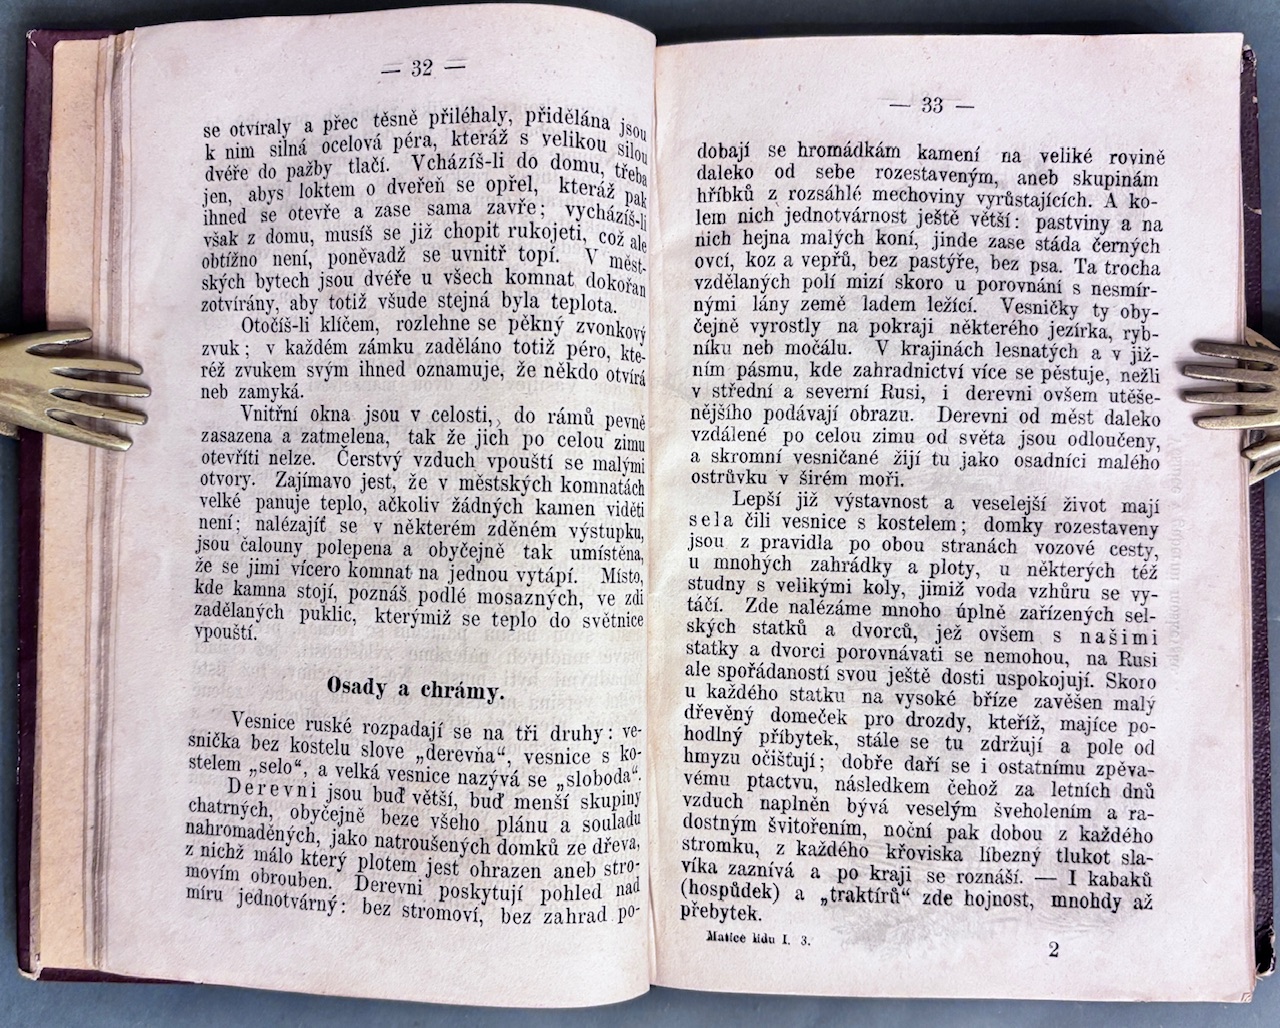 — 32 —
se otvíraly a přec těsně přiléhaly, přidělána jsou
k nim silná ocelová péra, kteráž s velikou silou
dvéře do pažby tlačí. Vcházíš-li do domu, třeba
jen, abys loktem o dveřeň se opřel, kteráž pak
ihned se otevře a zase sama zavře; vycházíš-li
však z domu, musíš se již chopit rukojeti, což ale
obtížno není, poněvadž se uvnitř topí. V měst-
ských bytech jsou dvéře u všech komnat dokořan
zotvírány, aby totiž všude stejná byla teplota.
Otočíš-li klíčem, rozlehne se pěkný zvonkový
zvuk; v každém zámku zaděláno totiž péro, kte-
réž zvukem svým ihned oznamuje, že někdo otvírá
neb zamyká.
Vnitřní okna jsou v celosti, do rámů pevně
zasazena a zatmelena, tak že jich po celou zimu
otevříti nelze. Čerstvý vzduch vpouští se malými
otvory. Zajímavo jest, že v městských komnatách
velké panuje teplo, ačkoliv žádných kamen viděti
není; nalézajíť se v některém zděném výstupku,
jsou čalouny polepena a obyčejně tak umístěna,
že se jimi vícero komnat na jednou vytápí. Místo,
kde kamna stojí, poznáš podlé mosazných, ve zdi
zadělaných puklic, kterýmiž se teplo do světnice
vpouští.
Osady a chrámy.
Vesnice ruské rozpadají se na tři druhy: ve-
snička bez kostelu slove „derevňa“, vesnice s ko-
stelem „selo“, a velká vesnice nazývá se „sloboda“.
Derevni jsou buď větší, buď menší skupiny
chatrných, obyčejně beze všeho plánu a souladu
nahromaděných, jako natroušených domků ze dřeva,
z nichž málo který plotem jest ohrazen aneb stro-
movím obrouben. Derevni poskytují pohled nad
míru jednotvárný: bez stromoví, bez zahrad po-
— 33 —
dobají se hromádkám kamení na veliké rovině
daleko od sebe rozestaveným, aneb skupinám
hříbků z rozsáhlé mechoviny vyrůstajících. A ko-
lem nich jednotvárnost ještě větší: pastviny a na
nich hejna malých koní, jinde zase stáda černých
ovcí, koz a vepřů, bez pastýře, bez psa. Ta trocha
vzdělaných polí mizí skoro u porovnání s nesmír-
nými lány země ladem ležící. Vesničky ty oby-
čejně vyrostly na pokraji některého jezírka, ryb-
níku neb močálu. V krajinách lesnatých a v již-
ním pásmu, kde zahradnictví více se pěstuje, nežli
v střední a severní Rusi, i derevni ovšem utěše-
nějšího podávají obrazu. Derevni od měst daleko
vzdálené po celou zimu od světa jsou odloučeny,
a skromní vesničané žijí tu jako osadníci malého
ostrůvku v širém moři.
Lepší již výstavnost a veselejší život mají
sela čili vesnice s kostelem; domky rozestaveny
jsou z pravidla po obou stranách vozové cesty,
u mnohých zahrádky a ploty, u některých též
studny s velikými koly, jimiž voda vzhůru se vy-
táčí. Zde nalézáme mnoho úplně zařízených sel-
ských statků a dvorců, jež ovšem s našimi
statky a dvorci porovnávati se nemohou, na Rusi
ale spořádaností svou ještě dosti uspokojují. Skoro
u každého statku na vysoké bříze zavěšen malý
dřevěný domeček pro drozdy, kteříž, majíce po-
hodlný příbytek, stále se tu zdržují a pole od
hmyzu očišťují; dobře daří se i ostatnímu zpěva-
vému ptactvu, následkem čehož za letních dnů
vzduch naplněn bývá veselým šveholením a ra-
dostným švitořením, noční pak dobou z každého
stromku, z každého křoviska líbezný tlukot sla-
víka zaznívá a po kraji se roznáší. — I kabaků
(hospůdek) a „traktírů“ zde hojnost, mnohdy až
přebytek.
Matice lidu I. 3.
2